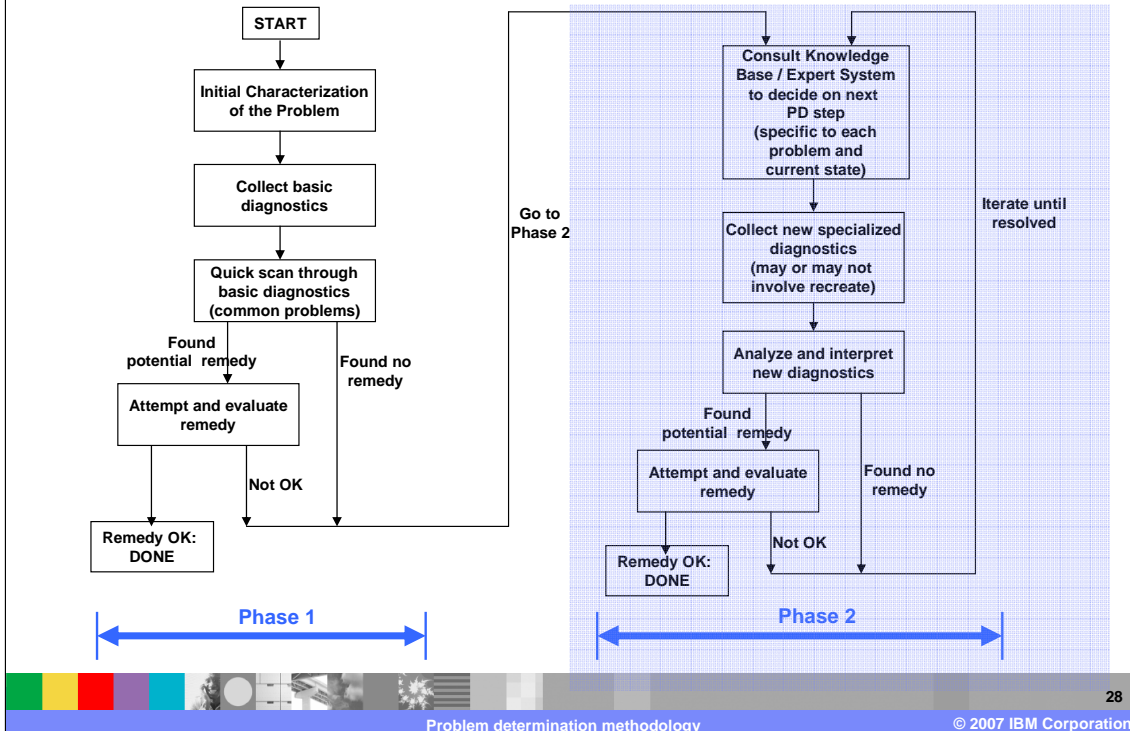 START
Initial Characterization
of the Problem
Collect basic
diagnostics
Quick scan through
basic diagnostics
(common problems)
Found
potential remedy
Found no
remedy
Attempt and evaluate
remedy
Not OK
Remedy OK:
DONE
Phase 1
Go to
Phase 2
Consult Knowledge
Base / Expert System
to decide on next
PD step
(specific to each
problem and
current state)
Iterate until
resolved
Collect new specialized
diagnostics
(may or may not
involve recreate)
Analyze and interpret
new diagnostics
Found
potential remedy
Found no
remedy
Attempt and evaluate
remedy
Not OK
Remedy OK:
DONE
Phase 2
28
Problem determination methodology
© 2007 IBM Corporation